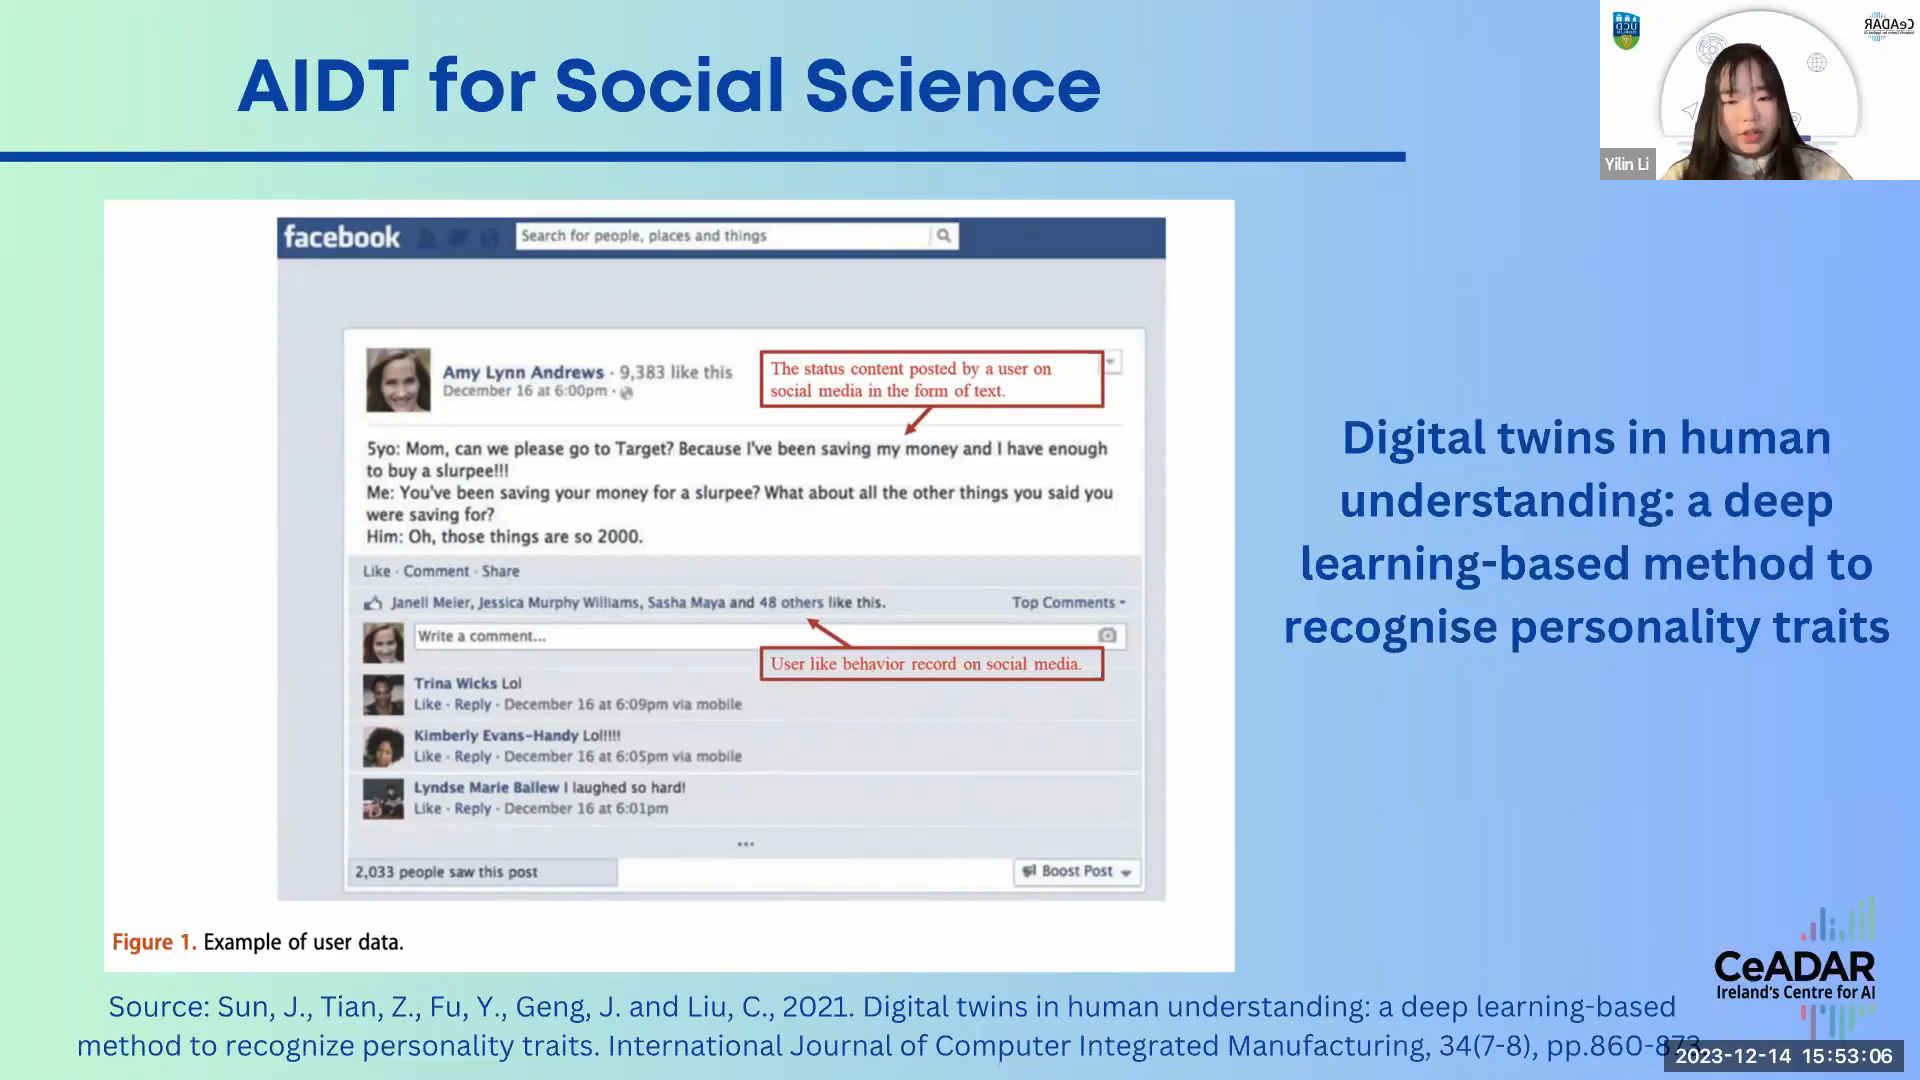 AIDT for Social Science
Yilin Li
UCD
DUBLIN
CeADAR
facebook
Search for people, places and things
Amy Lynn Andrews · 9,383 like this
December 16 at 6:00pm ·
The status content posted by a user on
social media in the form of text.
5yo: Mom, can we please go to Target? Because I've been saving my money and I have enough
to buy a slurpee!!!
Me: You've been saving your money for a slurpee? What about all the other things you said you
were saving for?
Him: Oh, those things are so 2000.
Like · Comment · Share
Janell Meier, Jessica Murphy Williams, Sasha Maya and 48 others like this.
Top Comments
Write a comment...
User like behavior record on social media.
Trina Wicks Lol
Like · Reply · December 16 at 6:09pm via mobile
Kimberly Evans-Handy Lol!!!!
Like · Reply · December 16 at 6:05pm via mobile
Lyndse Marie Ballew I laughed so hard!
Like · Reply · December 16 at 6:01pm
...
2,033 people saw this post
Boost Post
Figure 1. Example of user data.
Digital twins in human
understanding: a deep
learning-based method to
recognise personality traits
CeADAR
Ireland's Centre for AI
Source: Sun, J., Tian, Z., Fu, Y., Geng, J. and Liu, C., 2021. Digital twins in human understanding: a deep learning-based
method to recognize personality traits. International Journal of Computer Integrated Manufacturing, 34(7-8), pp.860-873
2023-12-14 15:53:06